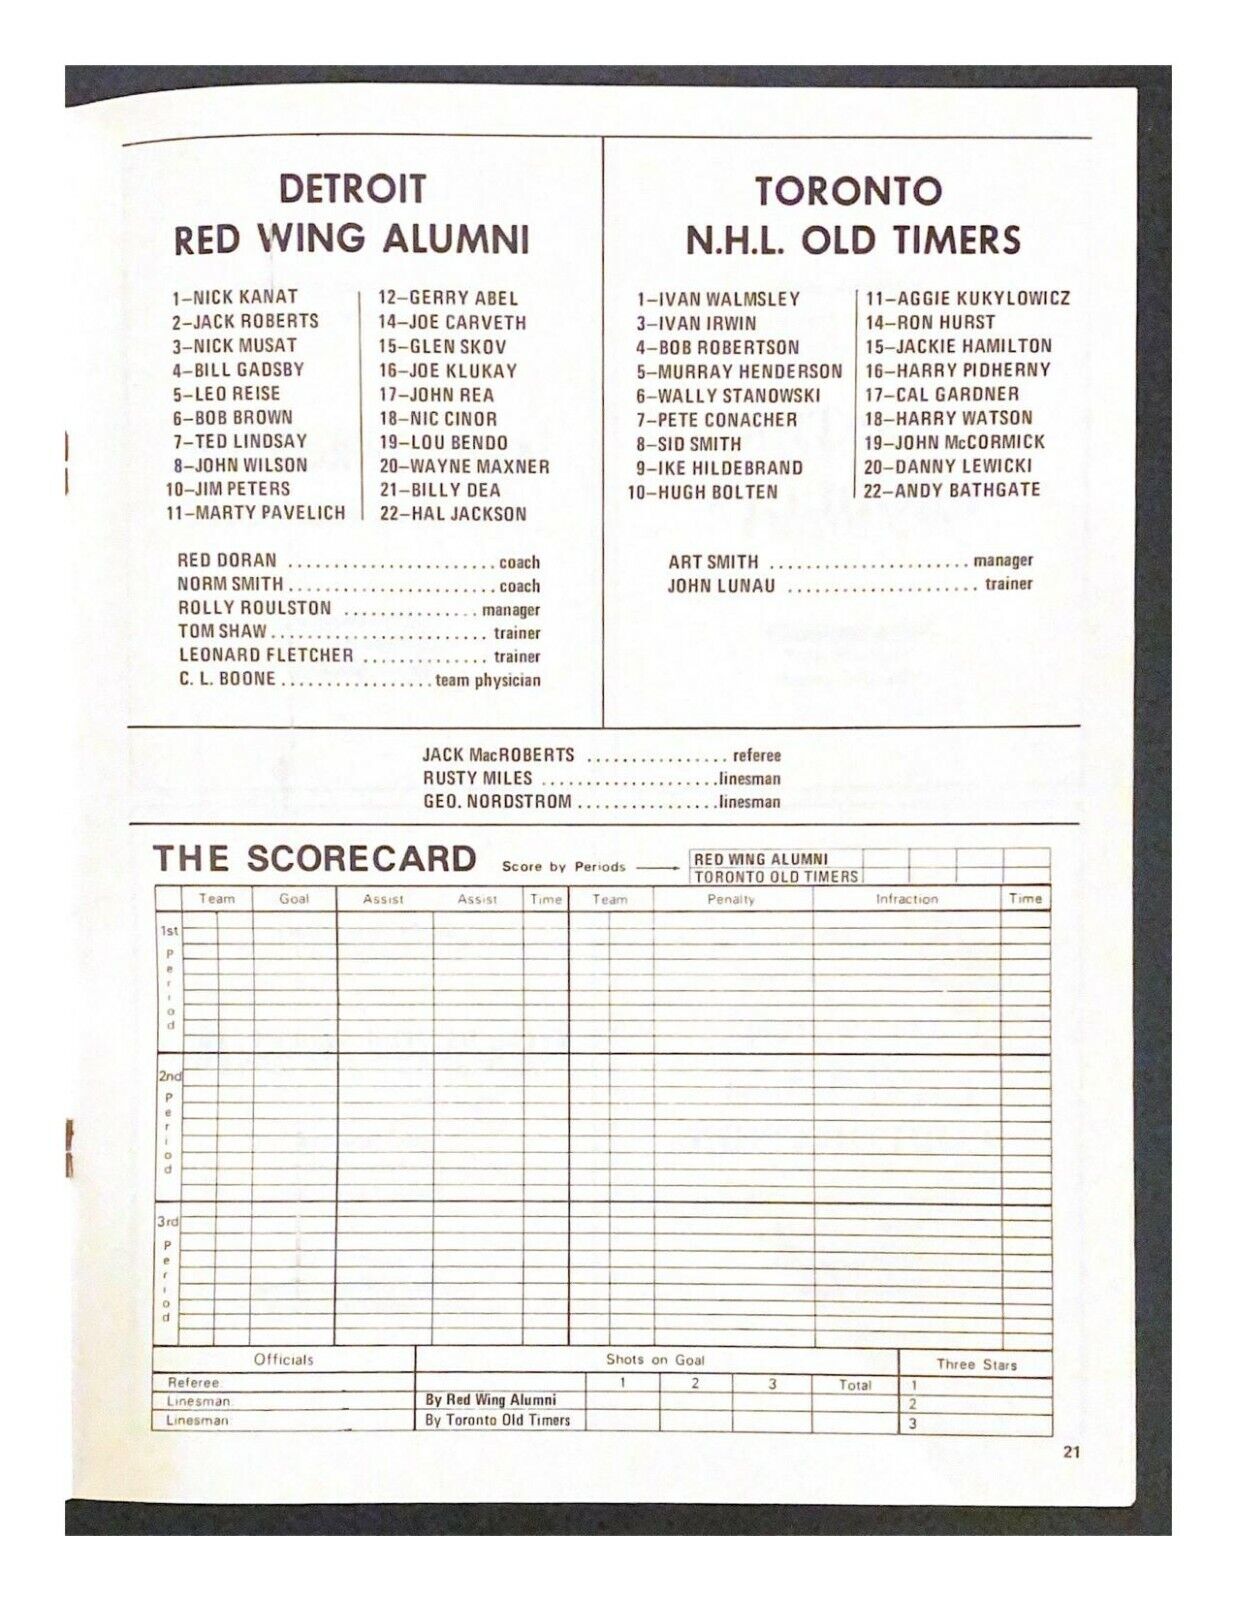 DETROIT
RED WING ALUMNI
1–NICK KANAT
2–JACK ROBERTS
3–NICK MUSAT
4–BILL GADSBY
5–LEO REISE
6–BOB BROWN
7–TED LINDSAY
8–JOHN WILSON
10–JIM PETERS
11–MARTY PAVELICH
12–GERRY ABEL
14–JOE CARVETH
15–GLEN SKOV
16–JOE KLUKAY
17–JOHN REA
18–NIC CINOR
19–LOU BENDO
20–WAYNE MAXNER
21–BILLY DEA
22–HAL JACKSON
RED DORAN ....................... coach
NORM SMITH ....................... coach
ROLLY ROULSTON ............... manager
TOM SHAW ....................... trainer
LEONARD FLETCHER .............. trainer
C. L. BOONE .................. team physician
TORONTO
N.H.L. OLD TIMERS
1–IVAN WALMSLEY
3–IVAN IRWIN
4–BOB ROBERTSON
5–MURRAY HENDERSON
6–WALLY STANOWSKI
7–PETE CONACHER
8–SID SMITH
9–IKE HILDEBRAND
10–HUGH BOLTEN
11–AGGIE KUKYLOWICZ
14–RON HURST
15–JACKIE HAMILTON
16–HARRY PIDHERNY
17–CAL GARDNER
18–HARRY WATSON
19–JOHN McCORMICK
20–DANNY LEWICKI
22–ANDY BATHGATE
ART SMITH ...................... manager
JOHN LUNAU ..................... trainer
JACK MacROBERTS ................ referee
RUSTY MILES .................... linesman
GEO. NORDSTROM ................ linesman
THE SCORECARD
Score by Periods
RED WING ALUMNI
TORONTO OLD TIMERS
Team Goal Assist Assist Time Team Penalty Infraction Time
1st
Period
2nd
Period
3rd
Period
Officials Shots on Goal Three Stars
Referee 1 2 3 Total 1
Linesman By Red Wing Alumni 2
Linesman By Toronto Old Timers 3
21